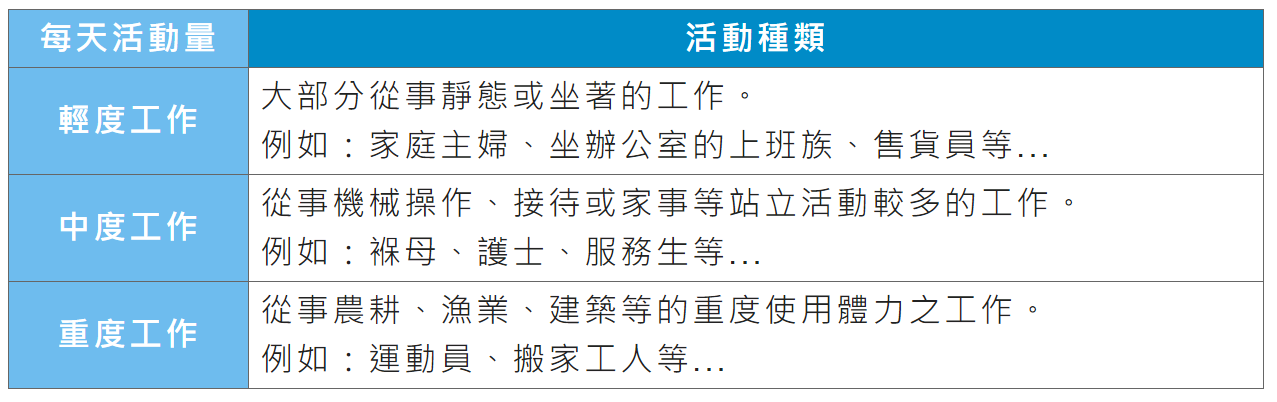 每天活動量
活動種類
輕度工作
大部分從事靜態或坐著的工作。
例如：家庭主婦、坐辦公室的上班族、售貨員等...
中度工作
從事機械操作、接待或家事等站立活動較多的工作。
例如：褓母、護士、服務生等...
重度工作
從事農耕、漁業、建築等的重度使用體力之工作。
例如：運動員、搬家工人等...